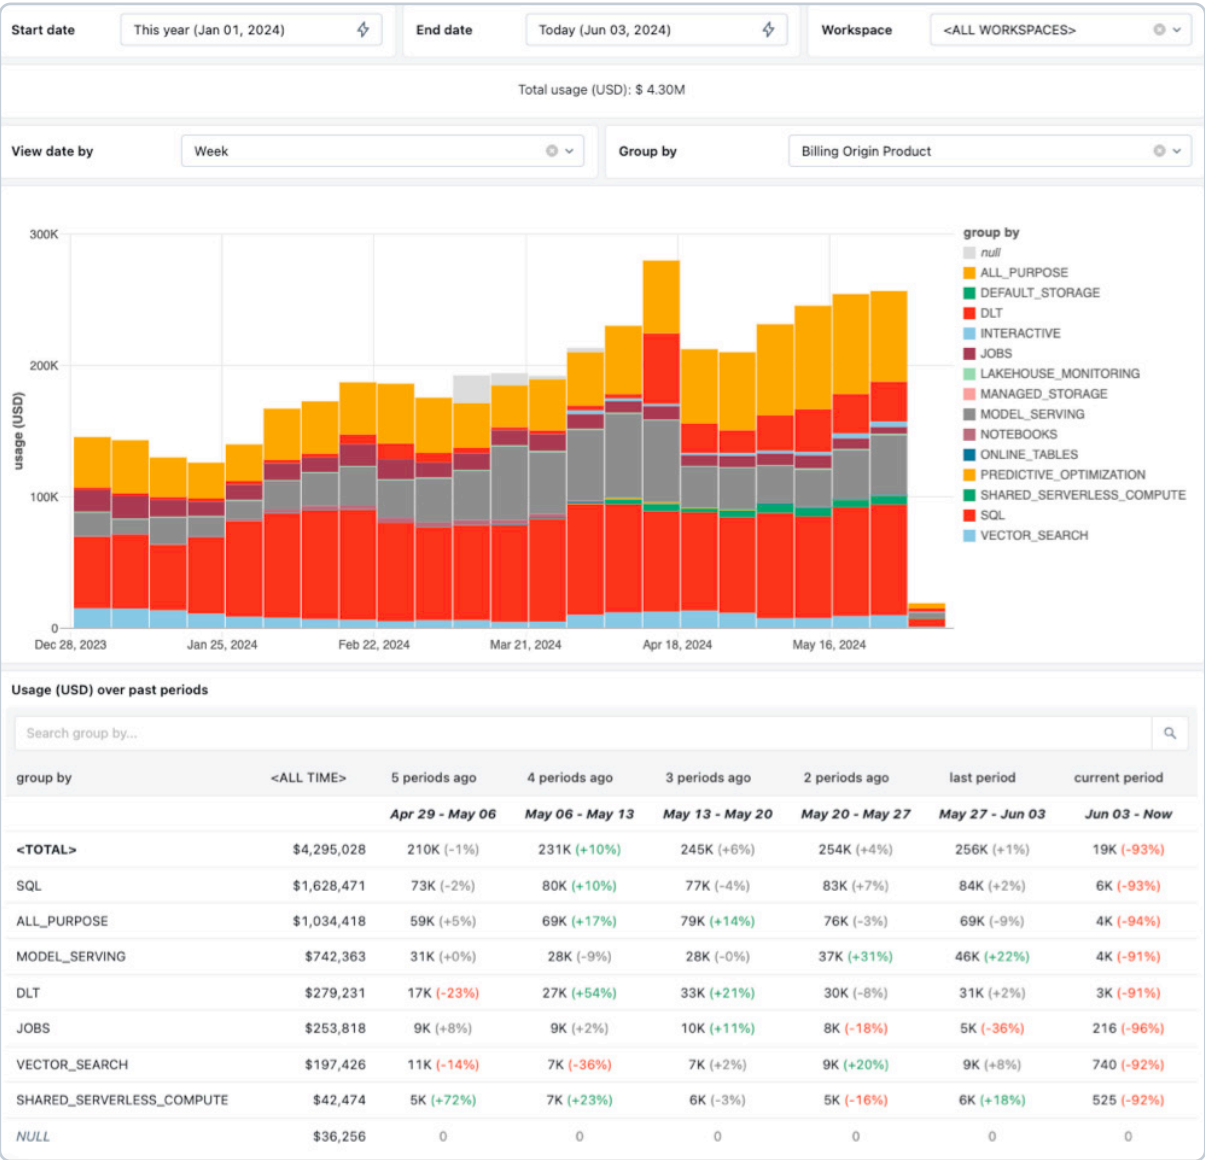 Start date This year (Jan 01, 2024) End date Today (Jun 03, 2024) Workspace <ALL WORKSPACES>
Total usage (USD): $ 4.30M
View date by Week Group by Billing Origin Product
group by
null
ALL_PURPOSE
DEFAULT_STORAGE
DLT
INTERACTIVE
JOBS
LAKEHOUSE_MONITORING
MANAGED_STORAGE
MODEL_SERVING
NOTEBOOKS
ONLINE_TABLES
PREDICTIVE_OPTIMIZATION
SHARED_SERVERLESS_COMPUTE
SQL
VECTOR_SEARCH
300K
200K
100K
0
usage (USD)
Dec 28, 2023 Jan 25, 2024 Feb 22, 2024 Mar 21, 2024 Apr 18, 2024 May 16, 2024
Usage (USD) over past periods
Search group by...
group by <ALL TIME> 5 periods ago 4 periods ago 3 periods ago 2 periods ago last period current period
Apr 29 - May 06 May 06 - May 13 May 13 - May 20 May 20 - May 27 May 27 - Jun 03 Jun 03 - Now
<TOTAL> $4,295,028 210K (-1%) 231K (+10%) 245K (+6%) 254K (+4%) 256K (+1%) 19K (-93%)
SQL $1,628,471 73K (-2%) 80K (+10%) 77K (-4%) 83K (+7%) 84K (+2%) 6K (-93%)
ALL_PURPOSE $1,034,418 59K (+5%) 69K (+17%) 79K (+14%) 76K (-3%) 69K (-9%) 4K (-94%)
MODEL_SERVING $742,363 31K (+0%) 28K (-9%) 28K (-0%) 37K (+31%) 46K (+22%) 4K (-91%)
DLT $279,231 17K (-23%) 27K (+54%) 33K (+21%) 30K (-8%) 31K (+2%) 3K (-91%)
JOBS $253,818 9K (+8%) 9K (+2%) 10K (+11%) 8K (-18%) 5K (-36%) 216 (-96%)
VECTOR_SEARCH $197,426 11K (-14%) 7K (-36%) 7K (+2%) 9K (+20%) 9K (+8%) 740 (-92%)
SHARED_SERVERLESS_COMPUTE $42,474 5K (+72%) 7K (+23%) 6K (-3%) 5K (-16%) 6K (+18%) 525 (-92%)
NULL $36,256 0 0 0 0 0 0